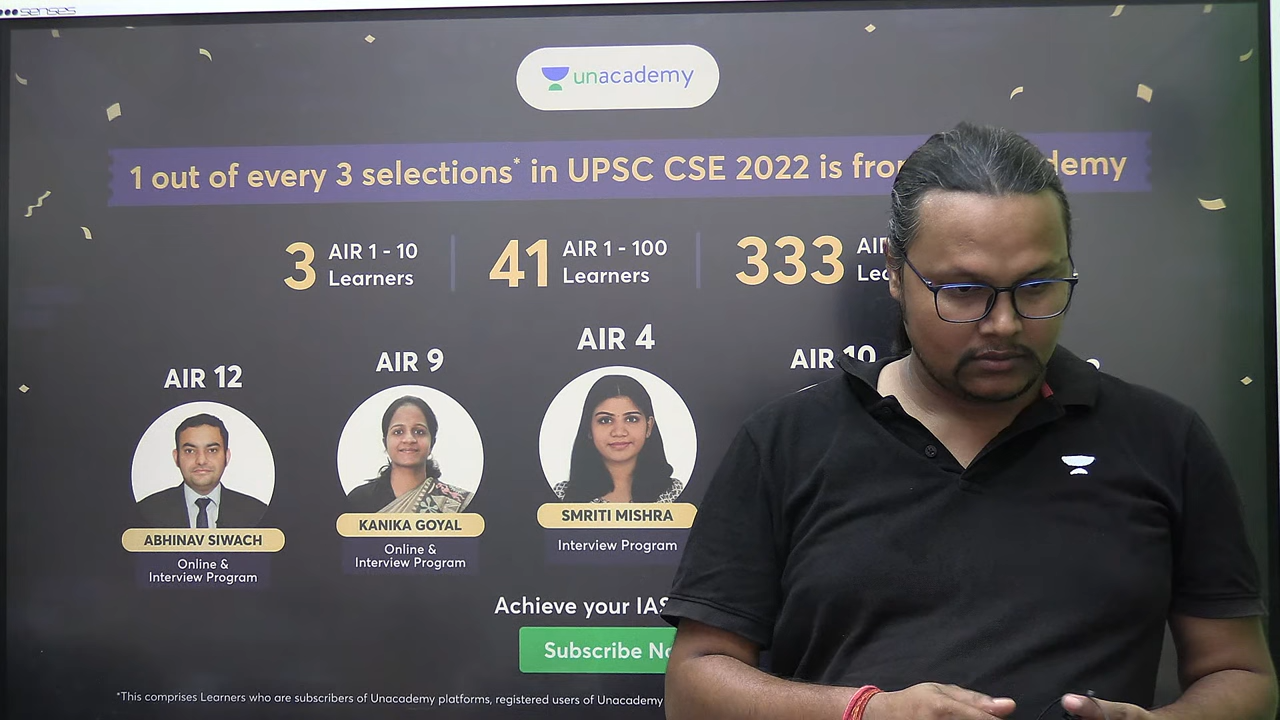 senses
unacademy
1 out of every 3 selections* in UPSC CSE 2022 is demy
3 AIR 1 - 10 Learners
41 AIR 1 - 100 Learners
333
AIR 4
AIR 9
AIR 12
AIR 10
ABHINAV SIWACH
Online &
Interview Program
KANIKA GOYAL
Online &
Interview Program
SMRITI MISHRA
Interview Program
Achieve your
Subscribe
*This comprises Learners who are subscribers of Unacademy platforms, registered users of Unacademy